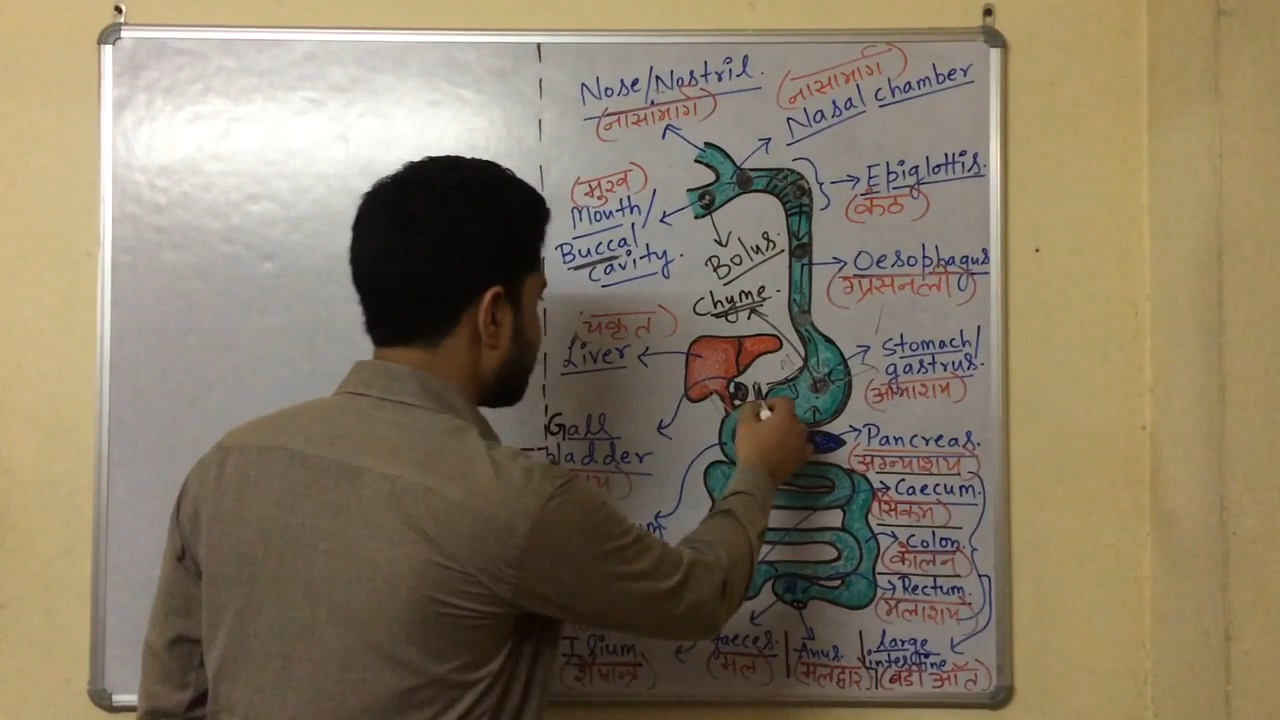 Nose/Nostril.
(नासामार्ग)
(नासामार्ग)
Nasal chamber
(मुख)
Mouth/
Buccal
cavity.
Epiglottis.
(कंठ)
Bolus.
Chyme.
Oesophagus
(ग्रसनली)
(यकृत)
Liver
Stomach/
gastrus.
(आमाशय)
Gall
bladder
Pancreas.
(अग्न्याशय)
Caecum.
(सिकम)
Colon.
(कोलन)
Rectum.
(मलाशय)
Ileum
(शेषान्त्र)
faeces.
(मल)
Anus.
(मलद्वार)
large
intestine
(बडी आँत)